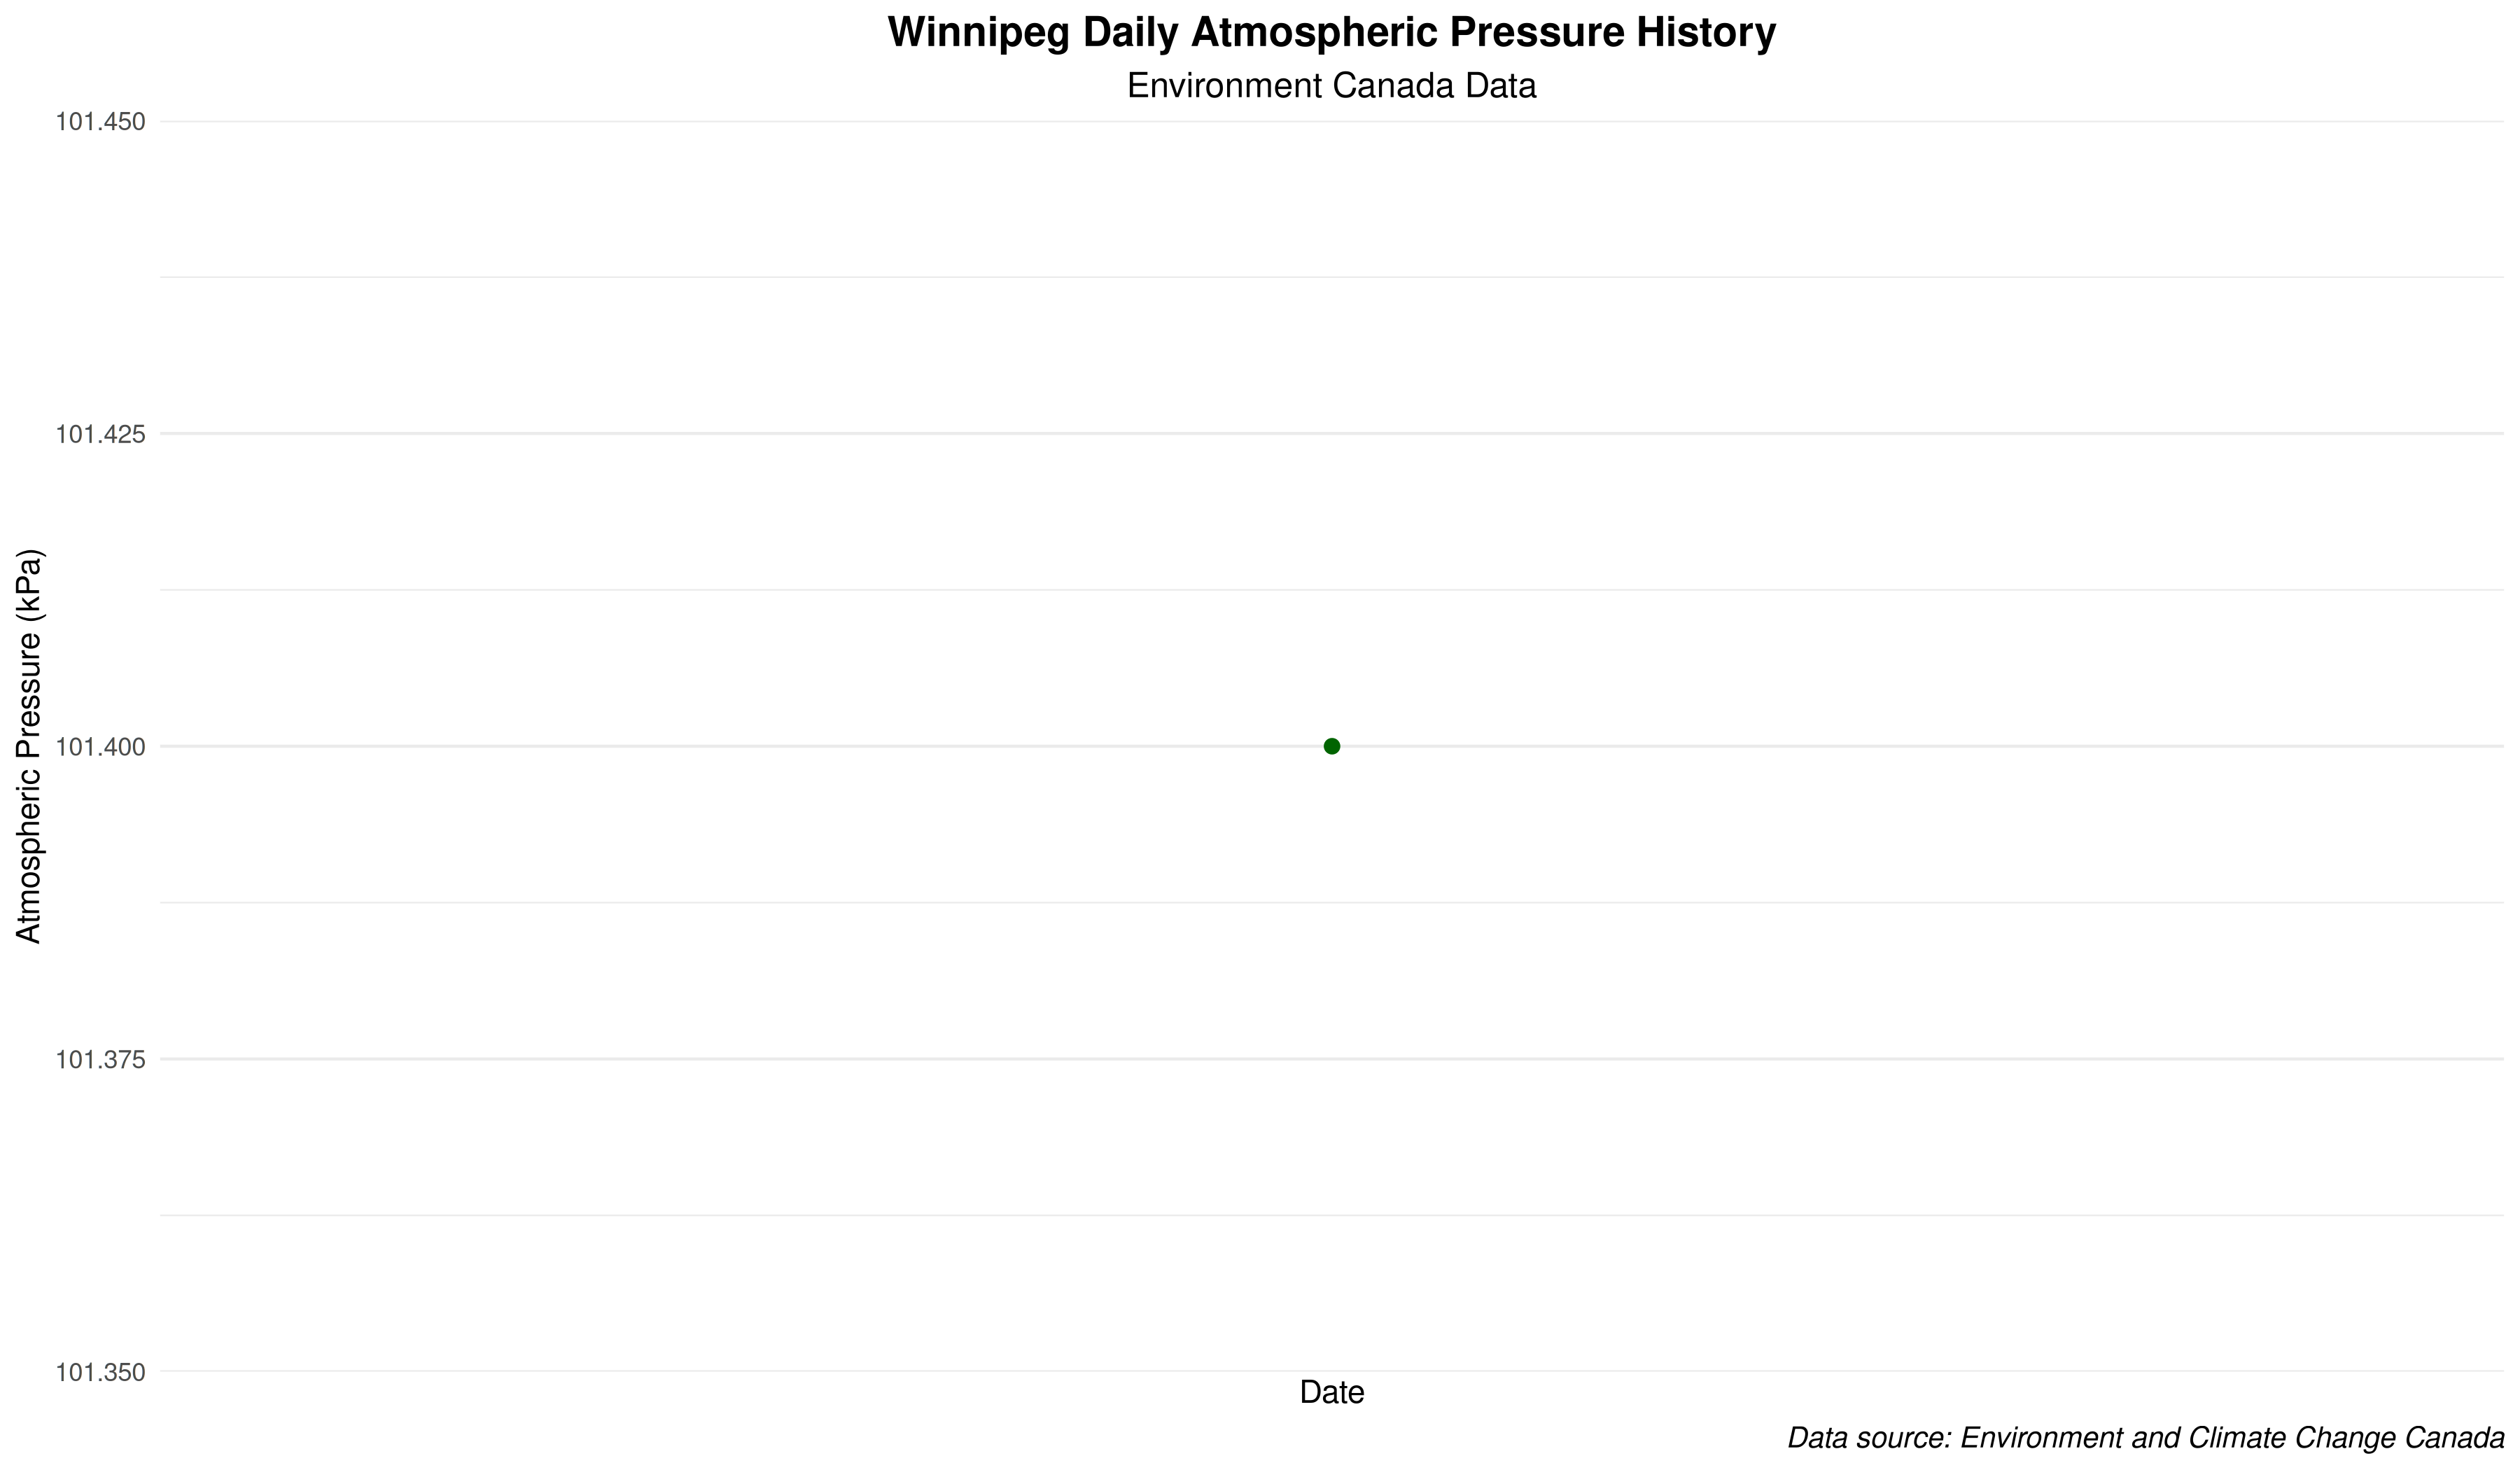 Winnipeg Daily Atmospheric Pressure History
Environment Canada Data
101.450
101.425
101.400
101.375
101.350
Atmospheric Pressure (kPa)
Date
Data source: Environment and Climate Change Canada